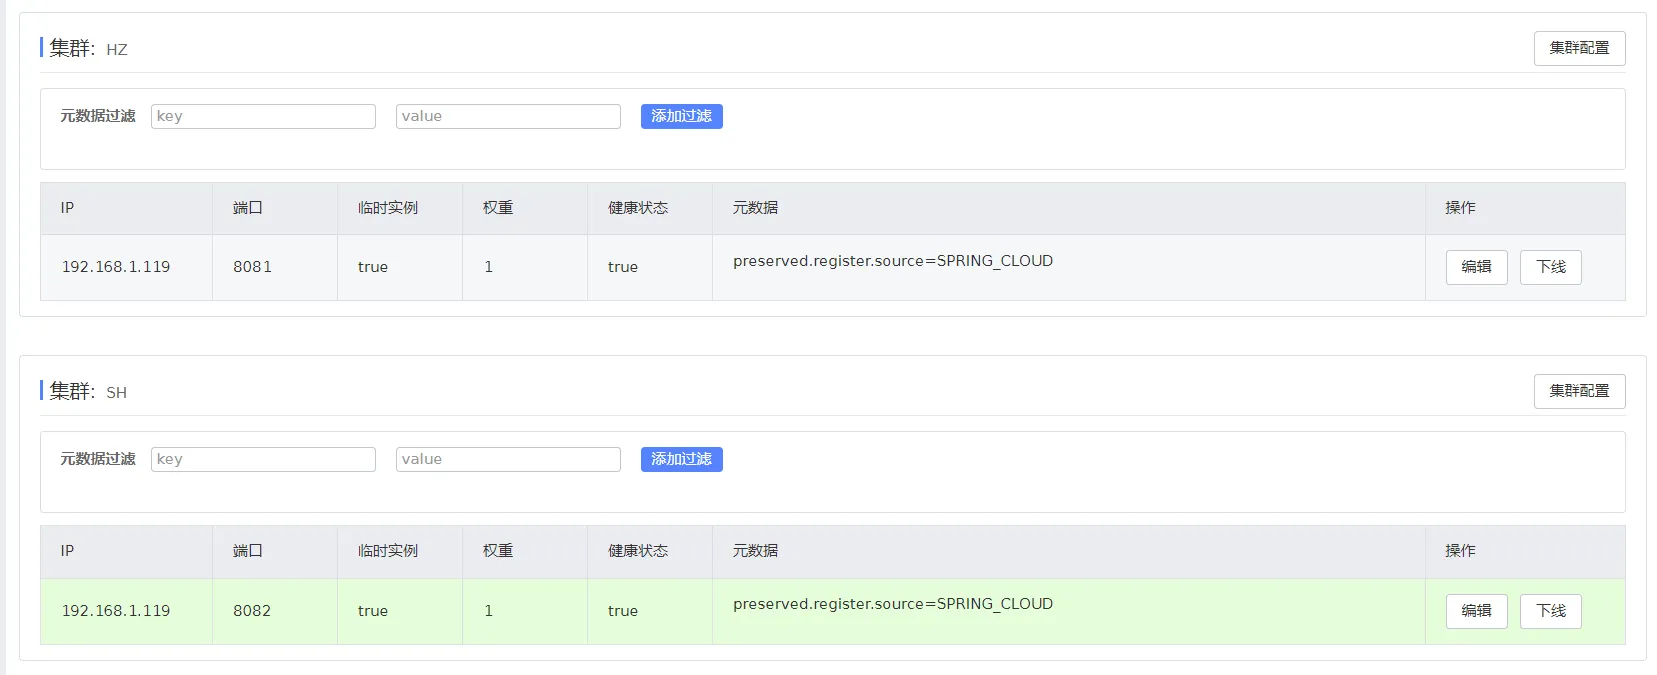 集群: HZ 集群配置
元数据过滤 key value 添加过滤
IP 端口 临时实例 权重 健康状态 元数据 操作
192.168.1.119 8081 true 1 true preserved.register.source=SPRING_CLOUD 编辑 下线
集群: SH 集群配置
元数据过滤 key value 添加过滤
IP 端口 临时实例 权重 健康状态 元数据 操作
192.168.1.119 8082 true 1 true preserved.register.source=SPRING_CLOUD 编辑 下线